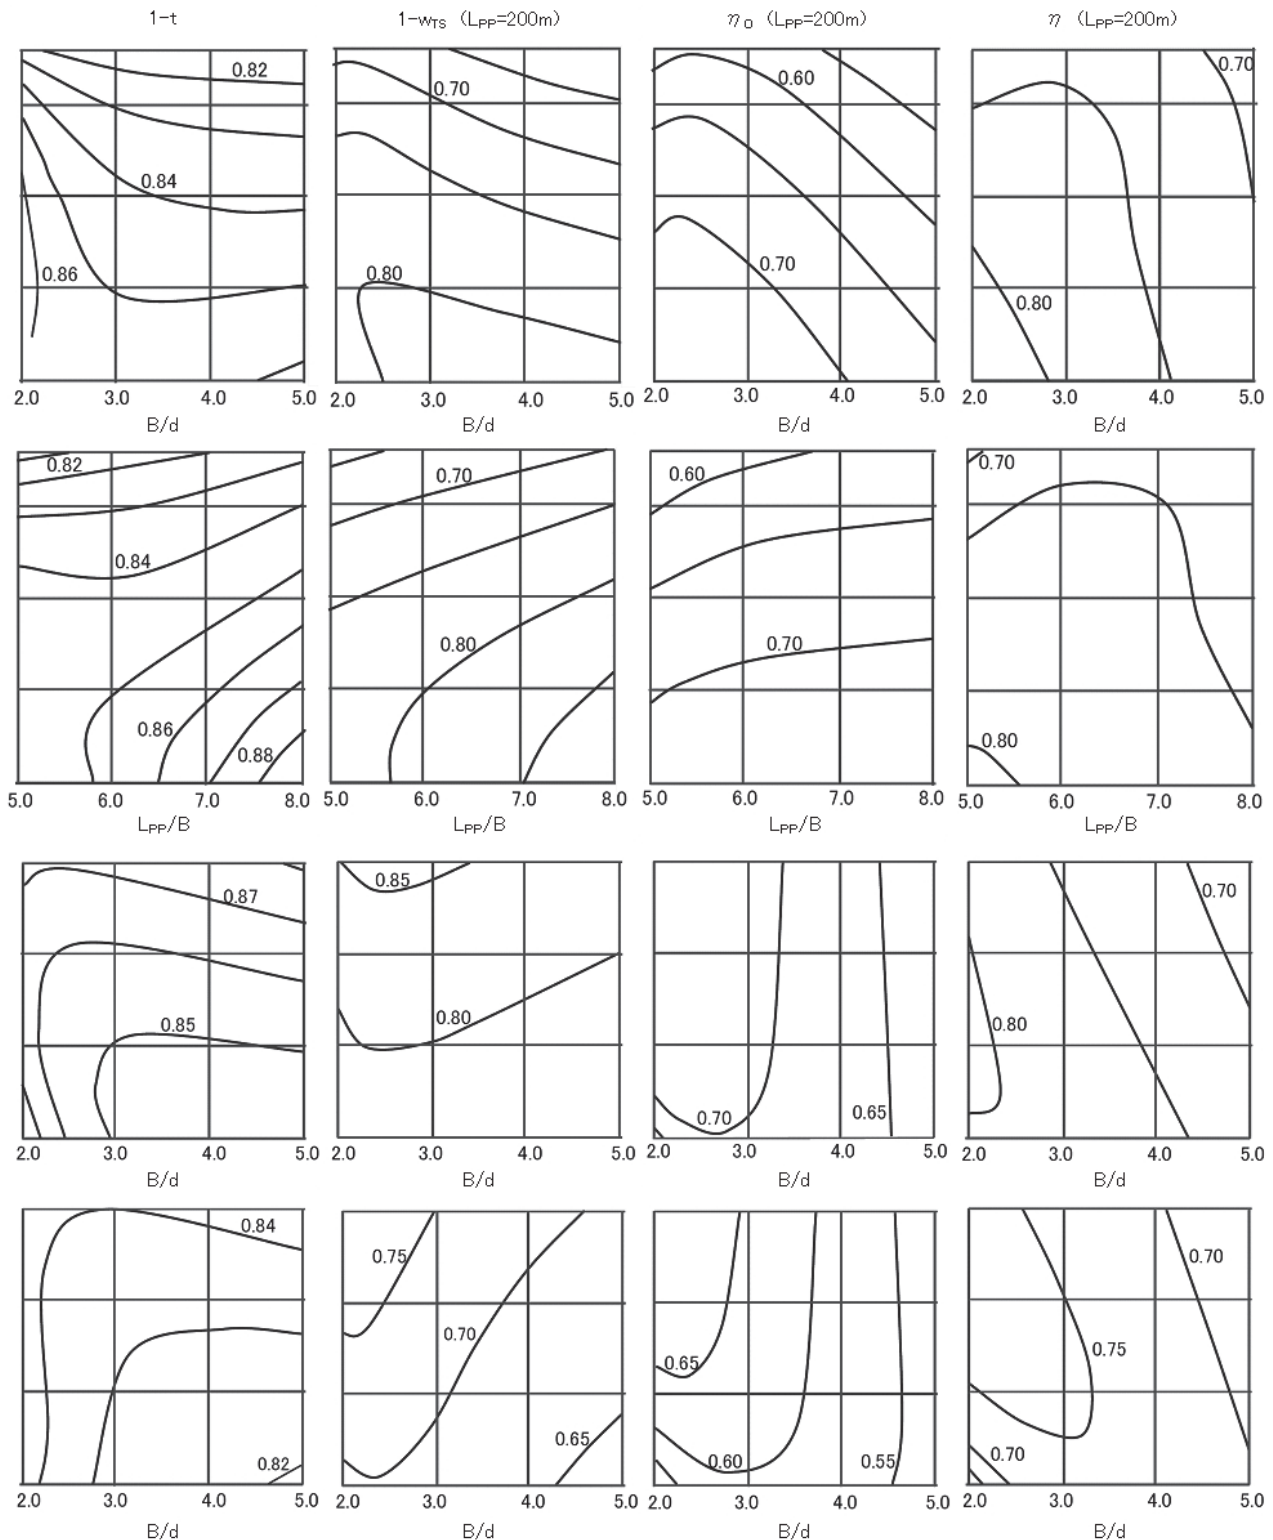 1-t 1-wTS (LPP=200m) ηO (LPP=200m) η (LPP=200m)
0.82 0.70 0.60 0.70
0.84
0.86 0.80 0.70 0.80
2.0 3.0 4.0 5.0 2.0 3.0 4.0 5.0 2.0 3.0 4.0 5.0 2.0 3.0 4.0 5.0
B/d B/d B/d B/d
0.82 0.70 0.60 0.70
0.84
0.80 0.70
0.86 0.88 0.80
5.0 6.0 7.0 8.0 5.0 6.0 7.0 8.0 5.0 6.0 7.0 8.0 5.0 6.0 7.0 8.0
LPP/B LPP/B LPP/B LPP/B
0.87 0.85 0.70
0.85 0.80 0.80
0.70 0.65
2.0 3.0 4.0 5.0 2.0 3.0 4.0 5.0 2.0 3.0 4.0 5.0 2.0 3.0 4.0 5.0
B/d B/d B/d B/d
0.84 0.75 0.70
0.70 0.65 0.75
0.82 0.65 0.60 0.55 0.70
2.0 3.0 4.0 5.0 2.0 3.0 4.0 5.0 2.0 3.0 4.0 5.0 2.0 3.0 4.0 5.0
B/d B/d B/d B/d